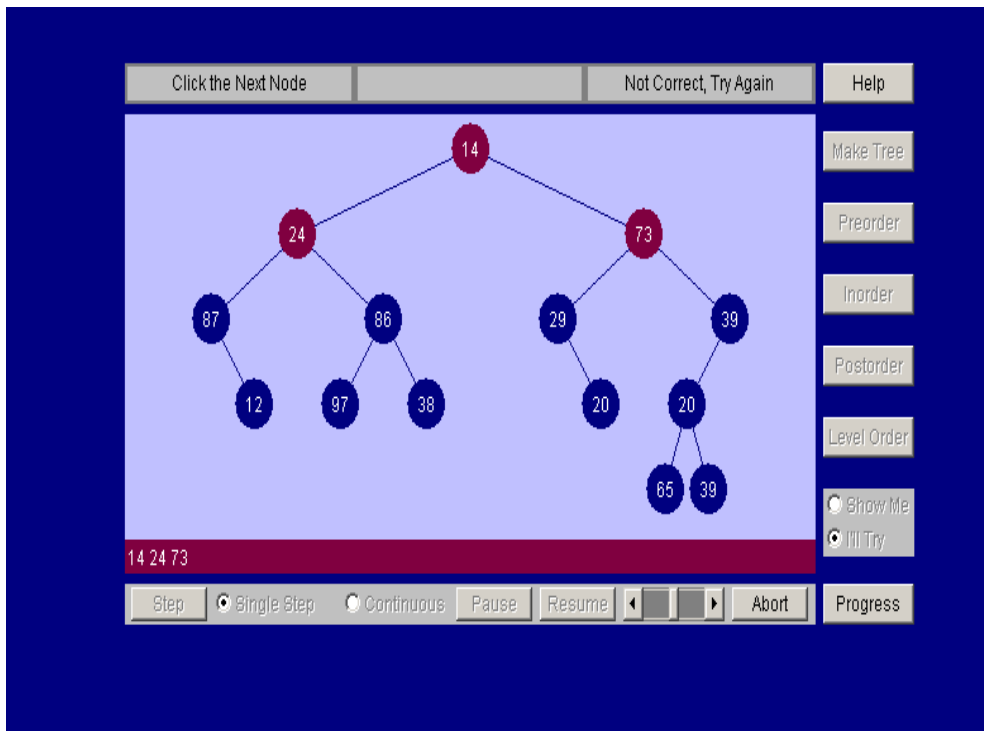 Click the Next Node
Not Correct, Try Again
Help
14
Make Tree
24
73
Preorder
87
86
29
39
Inorder
12
97
38
20
20
Postorder
Level Order
65
39
Show Me
I'll Try
14 24 73
Step
Single Step
Continuous
Pause
Resume
Abort
Progress